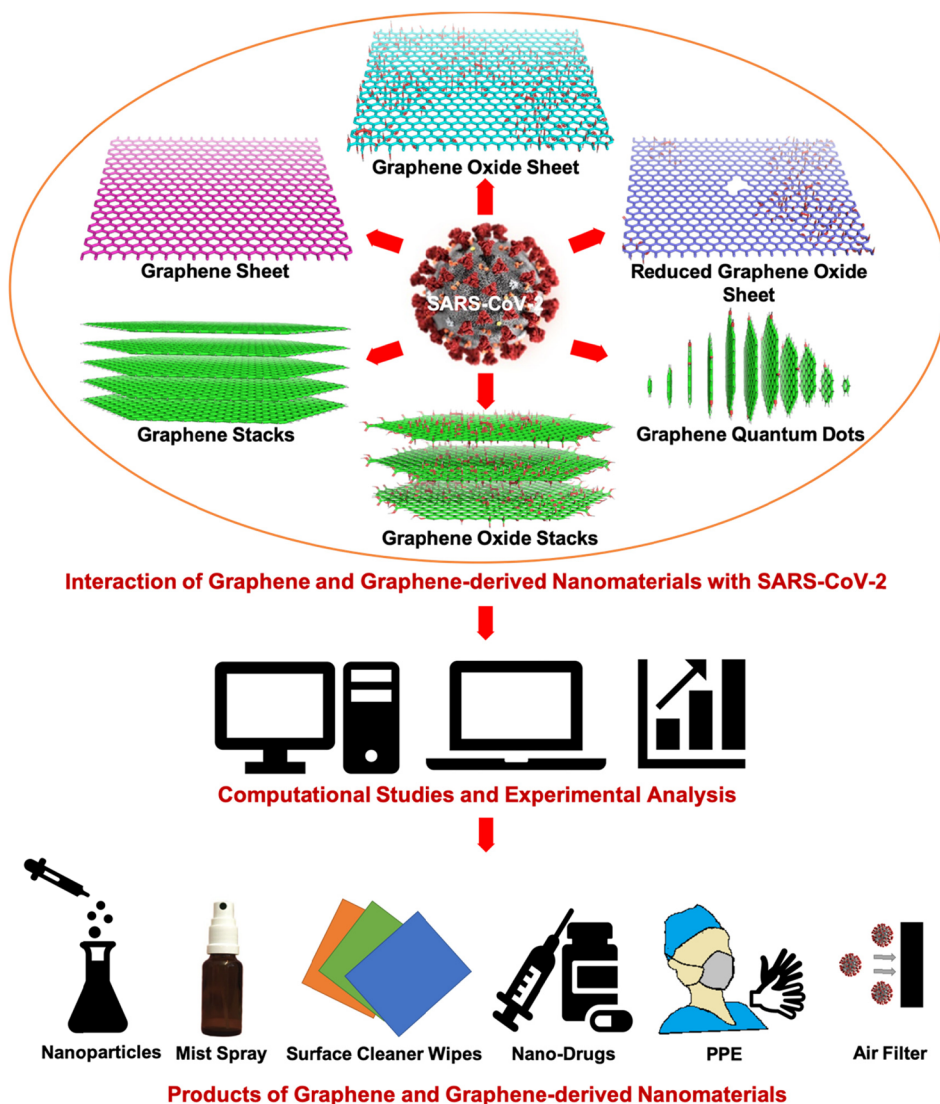 Graphene Oxide Sheet
Graphene Sheet
SARS-CoV-2
Reduced Graphene Oxide
Sheet
Graphene Stacks
Graphene Quantum Dots
Graphene Oxide Stacks
Interaction of Graphene and Graphene-derived Nanomaterials with SARS-CoV-2
Computational Studies and Experimental Analysis
Nanoparticles
Mist Spray
Surface Cleaner Wipes
Nano-Drugs
PPE
Air Filter
Products of Graphene and Graphene-derived Nanomaterials